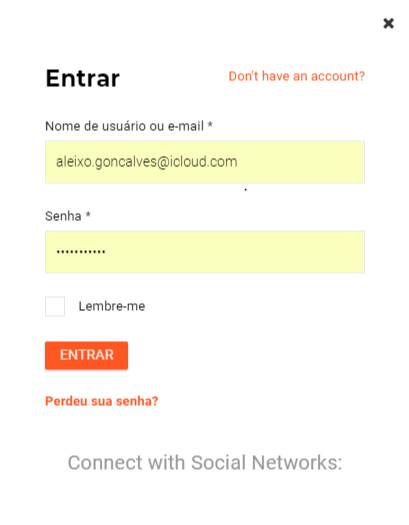 Entrar
Don't have an account?
Nome de usuário ou e-mail *
aleixo.goncalves@icloud.com
Senha *
•••••••••••
Lembre-me
ENTRAR
Perdeu sua senha?
Connect with Social Networks: